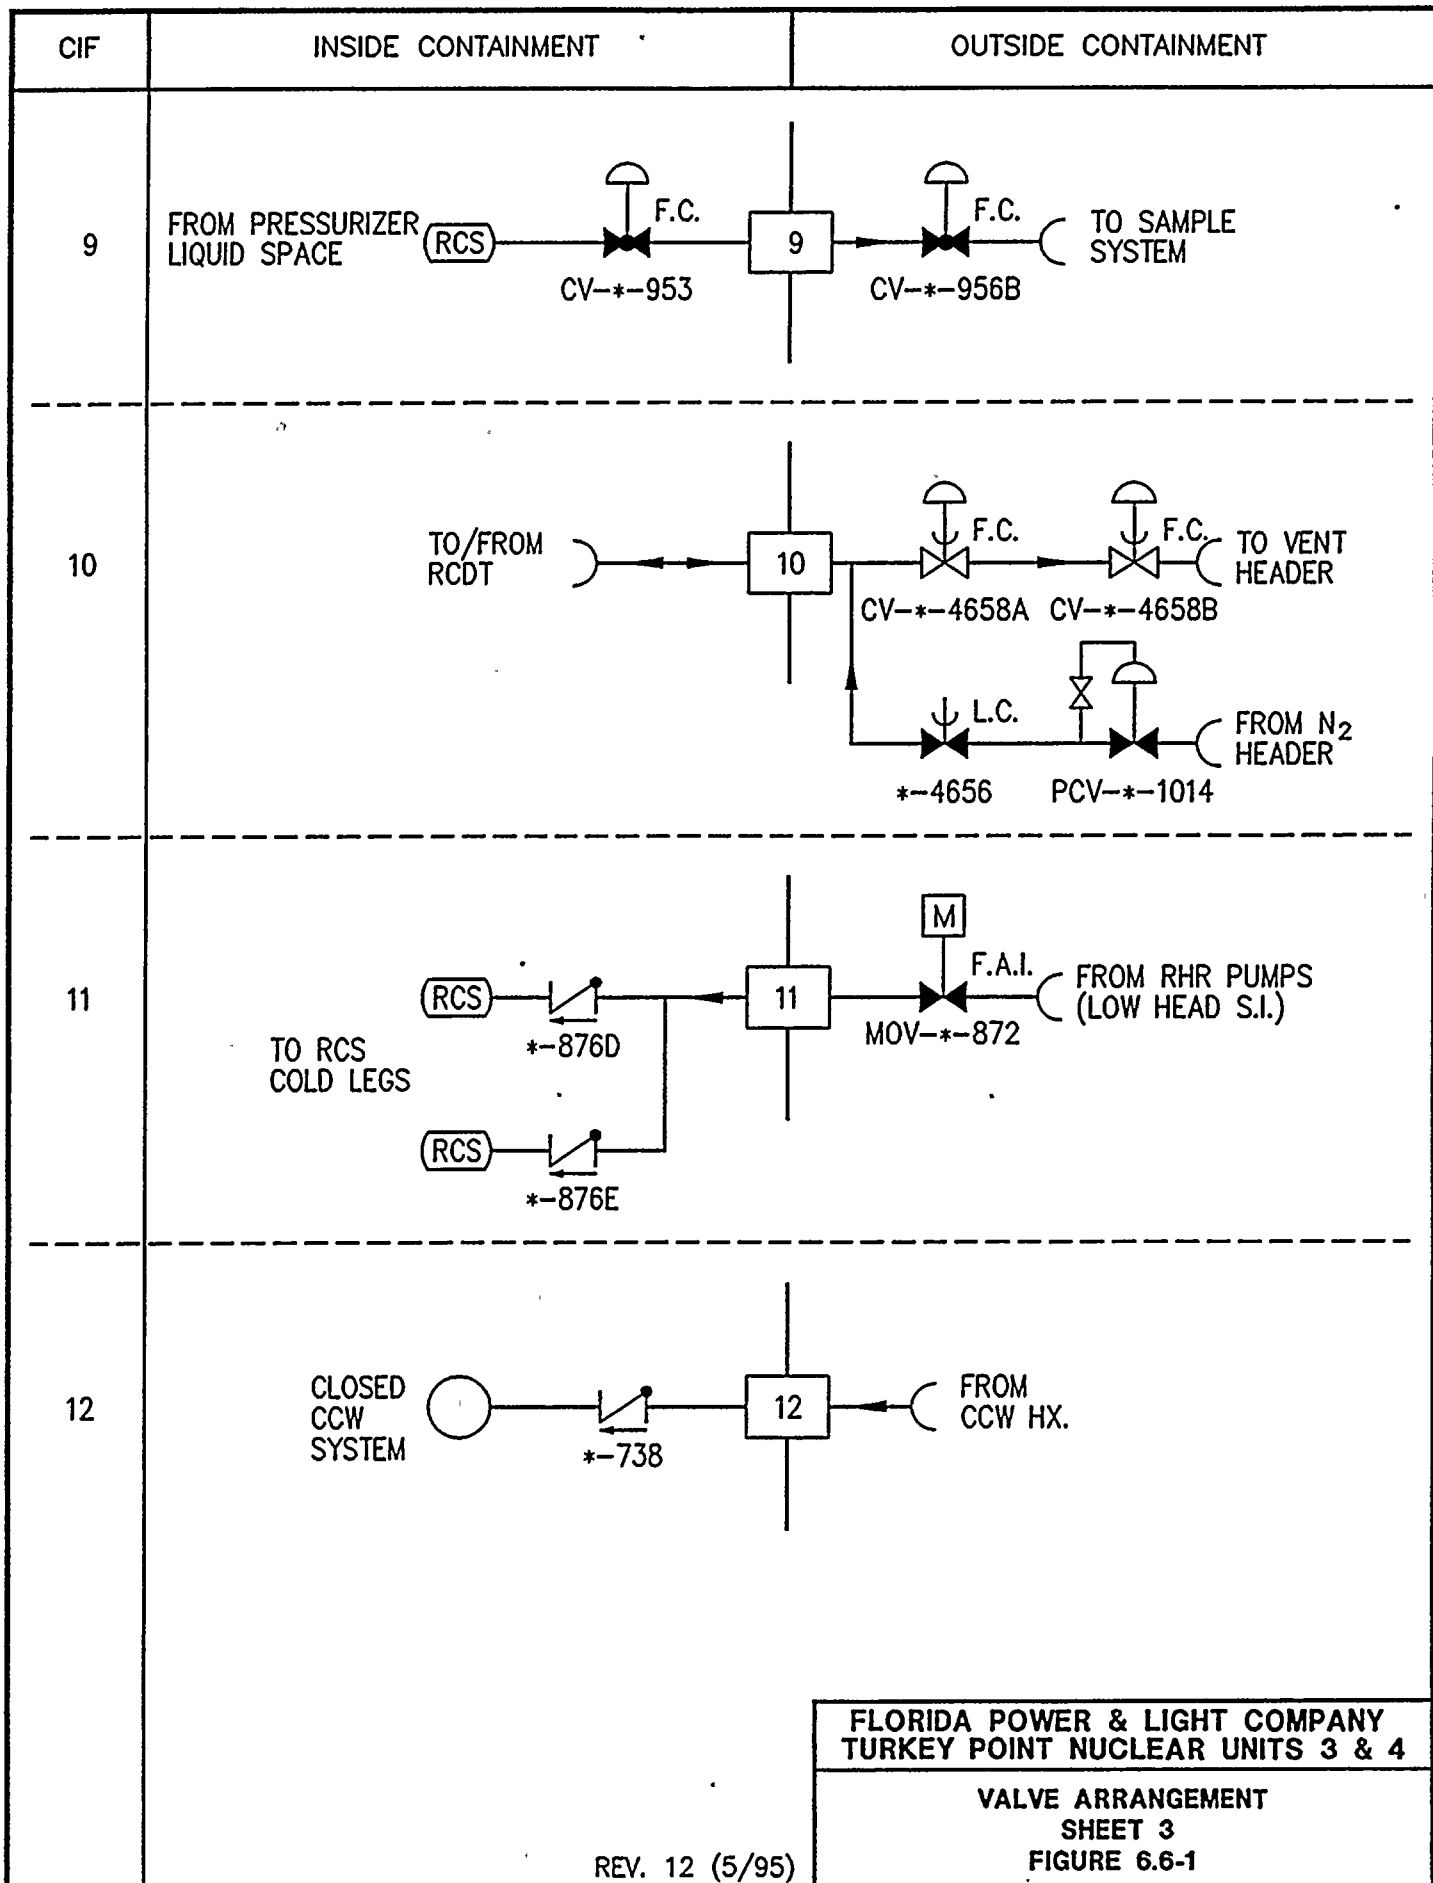 CIF
INSIDE CONTAINMENT
OUTSIDE CONTAINMENT
9
FROM PRESSURIZER
LIQUID SPACE
RCS
F.C.
CV-*-953
9
F.C.
CV-*-956B
TO SAMPLE
SYSTEM
10
TO/FROM
RCDT
10
F.C.
CV-*-4658A
F.C.
CV-*-4658B
TO VENT
HEADER
L.C.
*-4656
PCV-*-1014
FROM N2
HEADER
11
TO RCS
COLD LEGS
RCS
*-876D
RCS
*-876E
11
M
F.A.I.
MOV-*-872
FROM RHR PUMPS
(LOW HEAD S.I.)
12
CLOSED
CCW
SYSTEM
*-738
12
FROM
CCW HX.
FLORIDA POWER & LIGHT COMPANY
TURKEY POINT NUCLEAR UNITS 3 & 4
VALVE ARRANGEMENT
SHEET 3
FIGURE 6.6-1
REV. 12 (5/95)